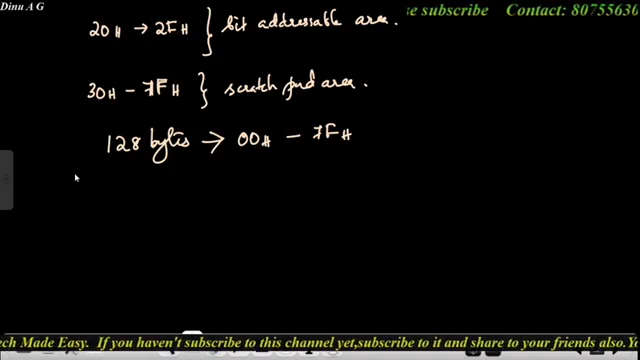 Dinu A G
e subscribe Contact : 80755630
20H → 2FH } bit addressable area.
30H - 7FH } scratch pad area.
128 bytes → 00H - 7FH
ech Made Easy. If you haven't subscribe to this channel yet,subscribe to it and share to your friends also.Yo